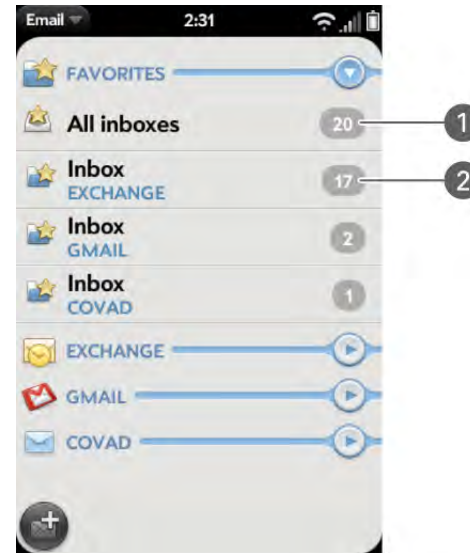 Email 2:31
FAVORITES
All inboxes 20 1
Inbox 17 2
EXCHANGE
Inbox 2
GMAIL
Inbox 1
COVAD
EXCHANGE
GMAIL
COVAD